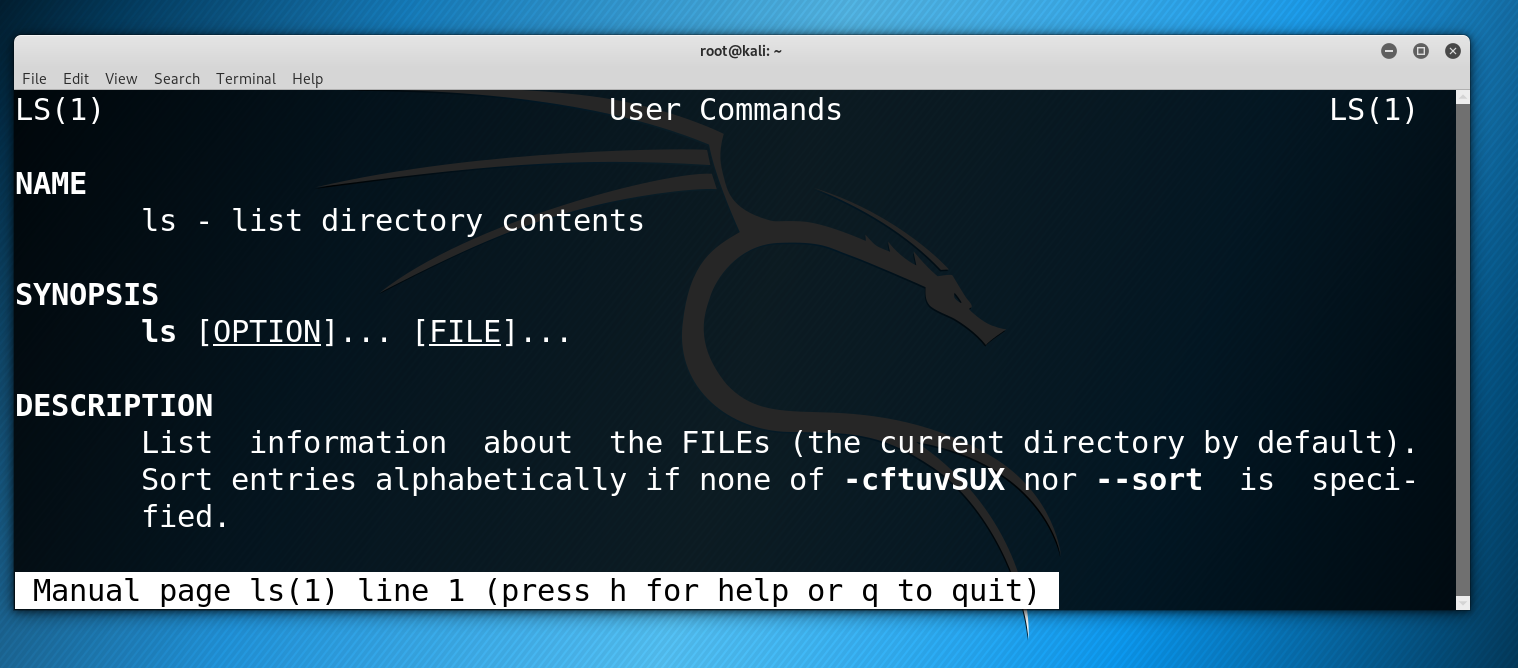 root@kali: ~
File Edit View Search Terminal Help
LS(1) User Commands LS(1)
NAME
ls - list directory contents
SYNOPSIS
ls [OPTION]... [FILE]...
DESCRIPTION
List information about the FILEs (the current directory by default).
Sort entries alphabetically if none of -cftuvSUX nor --sort is speci-
fied.
Manual page ls(1) line 1 (press h for help or q to quit)